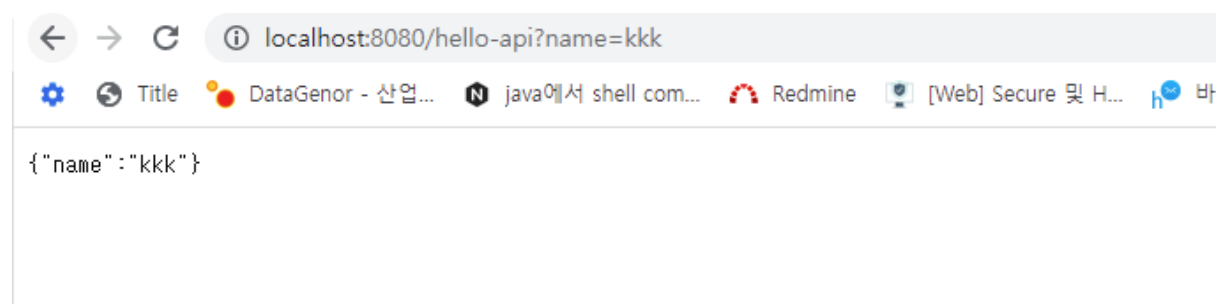 localhost:8080/hello-api?name=kkk
Title DataGenor - 산업... java에서 shell com... Redmine [Web] Secure 및 H... h
{"name":"kkk"}